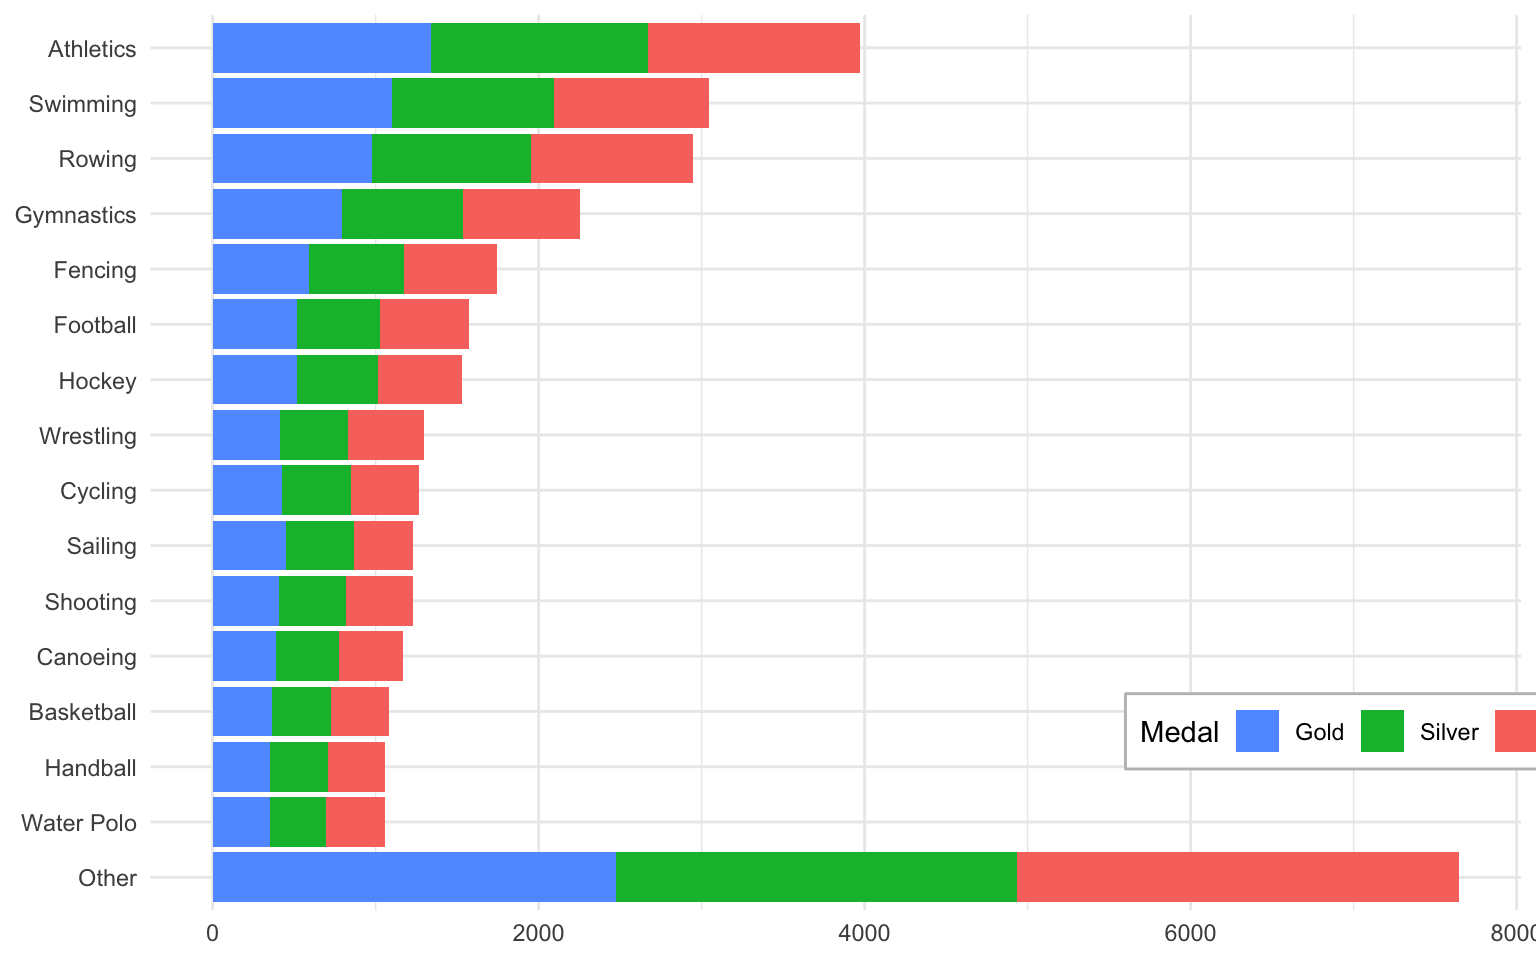 Athletics
Swimming
Rowing
Gymnastics
Fencing
Football
Hockey
Wrestling
Cycling
Sailing
Shooting
Canoeing
Basketball
Medal Gold Silver
Handball
Water Polo
Other
0 2000 4000 6000 8000